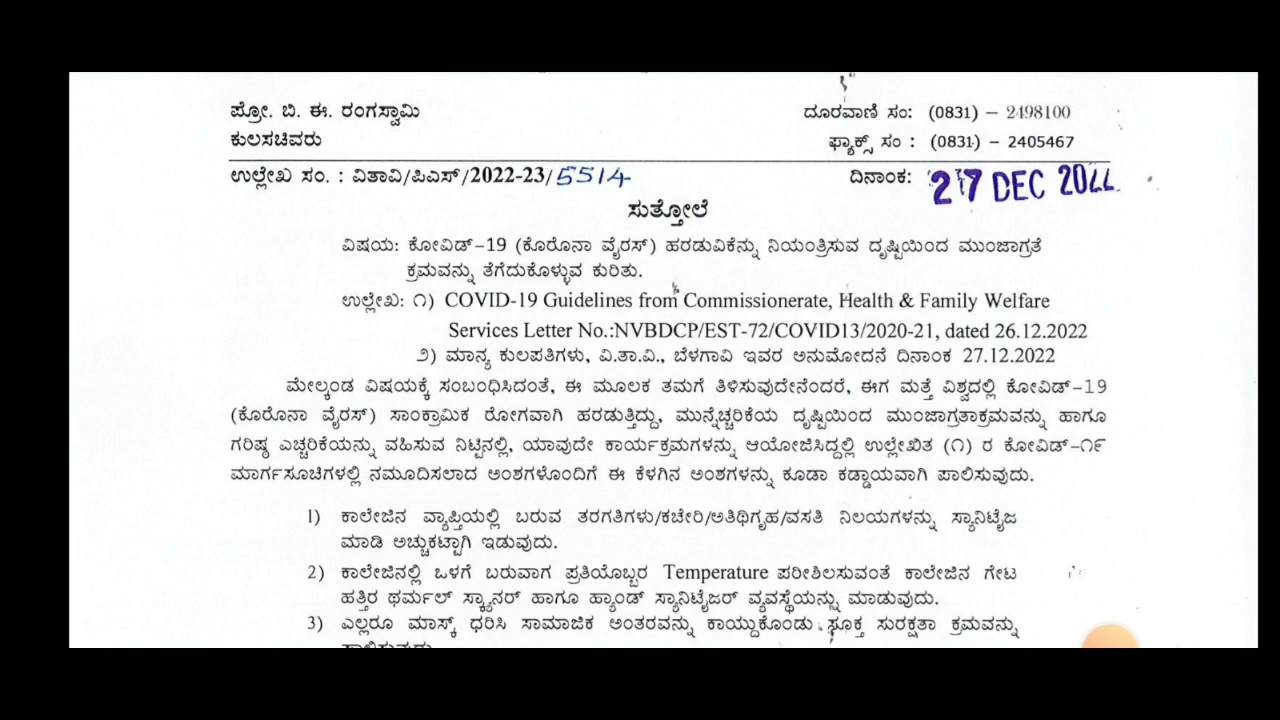 ಪ್ರೋ. ಬಿ. ಈ. ರಂಗಸ್ವಾಮಿ
ಕುಲಸಚಿವರು
ದೂರವಾಣಿ ಸಂ: (0831) – 2498100
ಫ್ಯಾಕ್ಸ್ ಸಂ : (0831) – 2405467
ಉಲ್ಲೇಖ ಸಂ. : ವಿತಾವಿ/ಪಿಎಸ್/2022-23/5514 ದಿನಾಂಕ: 27 DEC 2022
ಸುತ್ತೋಲೆ
ವಿಷಯ: ಕೋವಿಡ್–19 (ಕೊರೊನಾ ವೈರಸ್) ಹರಡುವಿಕೆನ್ನು ನಿಯಂತ್ರಿಸುವ ದೃಷ್ಟಿಯಿಂದ ಮುಂಜಾಗ್ರತೆ
ಕ್ರಮವನ್ನು ತೆಗೆದುಕೊಳ್ಳುವ ಕುರಿತು.
ಉಲ್ಲೇಖ: ೧) COVID-19 Guidelines from Commissionerate, Health & Family Welfare
Services Letter No.:NVBDCP/EST-72/COVID13/2020-21, dated 26.12.2022
೨) ಮಾನ್ಯ ಕುಲಪತಿಗಳು, ವಿ.ತಾ.ವಿ., ಬೆಳಗಾವಿ ಇವರ ಅನುಮೋದನೆ ದಿನಾಂಕ 27.12.2022
ಮೇಲ್ಕಂಡ ವಿಷಯಕ್ಕೆ ಸಂಬಂಧಿಸಿದಂತೆ, ಈ ಮೂಲಕ ತಮಗೆ ತಿಳಿಸುವುದೇನೆಂದರೆ, ಈಗ ಮತ್ತೆ ವಿಶ್ವದಲ್ಲಿ ಕೋವಿಡ್–19
(ಕೊರೊನಾ ವೈರಸ್) ಸಾಂಕ್ರಾಮಿಕ ರೋಗವಾಗಿ ಹರಡುತ್ತಿದ್ದು, ಮುನ್ನೆಚ್ಚರಿಕೆಯ ದೃಷ್ಟಿಯಿಂದ ಮುಂಜಾಗ್ರತಾಕ್ರಮವನ್ನು ಹಾಗೂ
ಗರಿಷ್ಠ ಎಚ್ಚರಿಕೆಯನ್ನು ವಹಿಸುವ ನಿಟ್ಟನಲ್ಲಿ, ಯಾವುದೇ ಕಾರ್ಯಕ್ರಮಗಳನ್ನು ಆಯೋಜಿಸಿದ್ದಲ್ಲಿ ಉಲ್ಲೇಖಿತ (೧) ರ ಕೋವಿಡ್–೧೯
ಮಾರ್ಗಸೂಚಿಗಳಲ್ಲಿ ನಮೂದಿಸಲಾದ ಅಂಶಗಳೊಂದಿಗೆ ಈ ಕೆಳಗಿನ ಅಂಶಗಳನ್ನು ಕೂಡಾ ಕಡ್ಡಾಯವಾಗಿ ಪಾಲಿಸುವುದು.
1) ಕಾಲೇಜಿನ ವ್ಯಾಪ್ತಿಯಲ್ಲಿ ಬರುವ ತರಗತಿಗಳು/ಕಚೇರಿ/ಅತಿಥಿಗೃಹ/ವಸತಿ ನಿಲಯಗಳನ್ನು ಸ್ಯಾನಿಟೈಜ
ಮಾಡಿ ಅಚ್ಚುಕಟ್ಟಾಗಿ ಇಡುವುದು.
2) ಕಾಲೇಜಿನಲ್ಲಿ ಒಳಗೆ ಬರುವಾಗ ಪ್ರತಿಯೊಬ್ಬರ Temperature ಪರೀಶಿಲಸುವಂತೆ ಕಾಲೇಜಿನ ಗೇಟ
ಹತ್ತಿರ ಥರ್ಮಲ್ ಸ್ಕ್ಯಾನರ್ ಹಾಗೂ ಹ್ಯಾಂಡ್ ಸ್ಯಾನಿಟೈಜರ್ ವ್ಯವಸ್ಥೆಯನ್ನು ಮಾಡುವುದು.
3) ಎಲ್ಲರೂ ಮಾಸ್ಕ್ ಧರಿಸಿ ಸಾಮಾಜಿಕ ಅಂತರವನ್ನು ಕಾಯ್ದುಕೊಂಡು ಸೂಕ್ತ ಸುರಕ್ಷತಾ ಕ್ರಮವನ್ನು